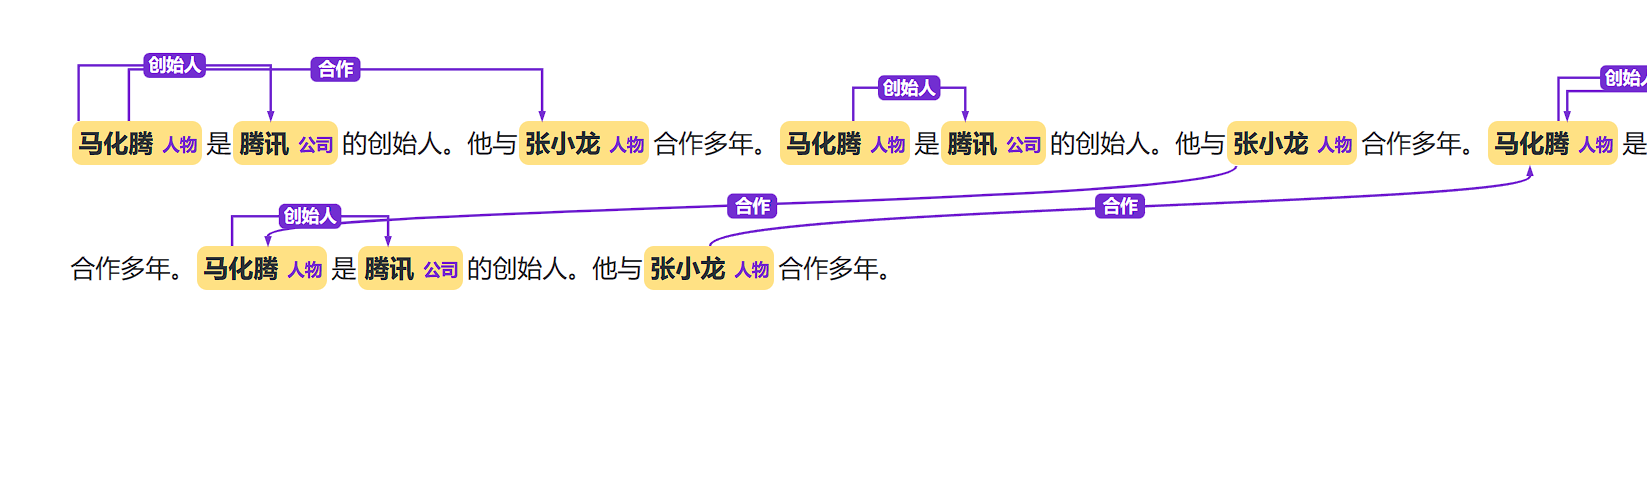 创始人 合作 创始人 创始人
马化腾 人物 是 腾讯 公司 的创始人。他与 张小龙 人物 合作多年。 马化腾 人物 是 腾讯 公司 的创始人。他与 张小龙 人物 合作多年。 马化腾 人物 是
创始人 合作 合作
合作多年。 马化腾 人物 是 腾讯 公司 的创始人。他与 张小龙 人物 合作多年。